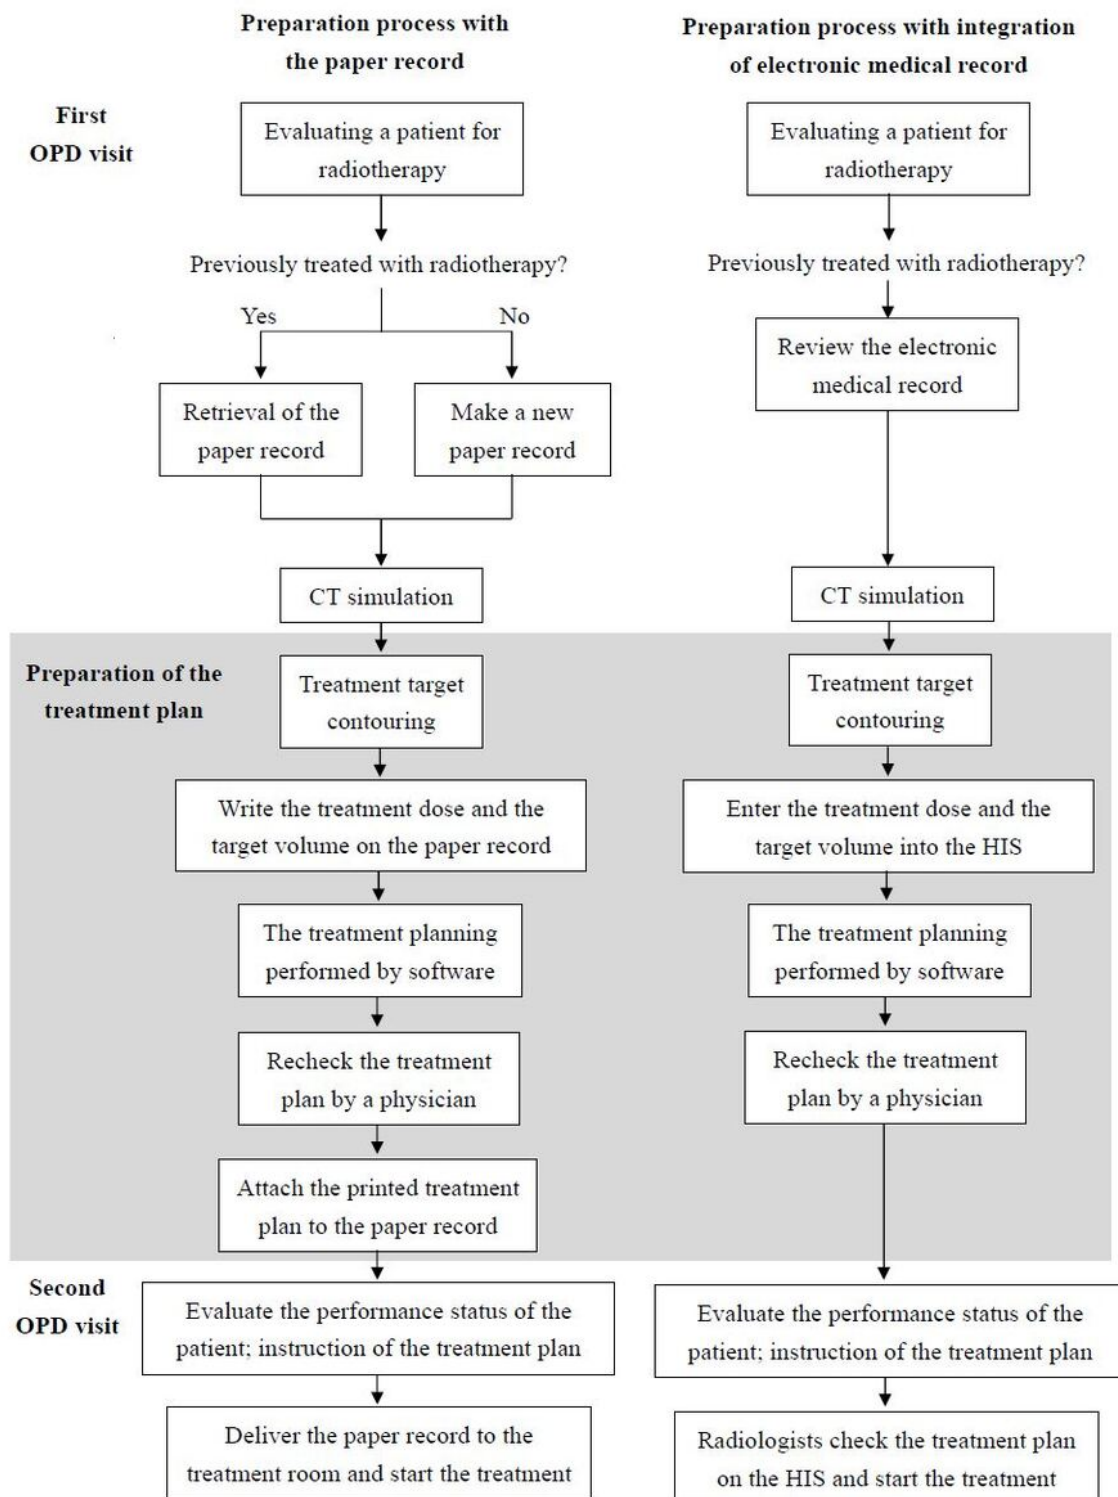 Preparation process with
the paper record
Preparation process with integration
of electronic medical record
First
OPD visit
Evaluating a patient for
radiotherapy
Previously treated with radiotherapy?
Yes
No
Retrieval of the
paper record
Make a new
paper record
CT simulation
Evaluating a patient for
radiotherapy
Previously treated with radiotherapy?
Review the electronic
medical record
CT simulation
Preparation of the
treatment plan
Treatment target
contouring
Write the treatment dose and the
target volume on the paper record
The treatment planning
performed by software
Recheck the treatment
plan by a physician
Attach the printed treatment
plan to the paper record
Treatment target
contouring
Enter the treatment dose and the
target volume into the HIS
The treatment planning
performed by software
Recheck the treatment
plan by a physician
Second
OPD visit
Evaluate the performance status of the
patient; instruction of the treatment plan
Deliver the paper record to the
treatment room and start the treatment
Evaluate the performance status of the
patient; instruction of the treatment plan
Radiologists check the treatment plan
on the HIS and start the treatment